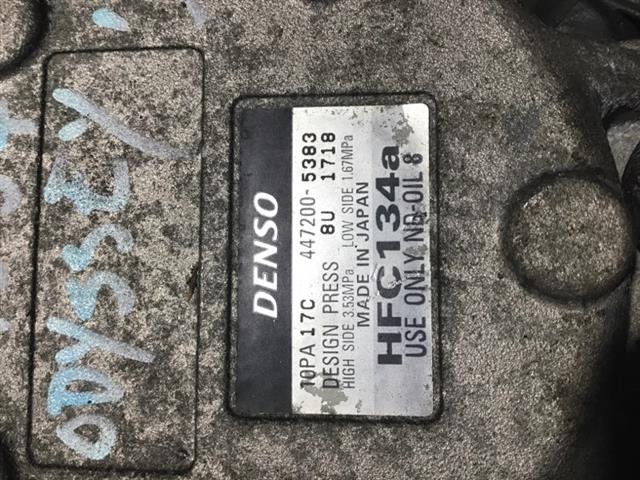 ODYSSEY
DENSO
10PA17C 447200-5383
DESIGN PRESS 8U 1718
HIGH SIDE 3.53MPa LOW SIDE 1.67MPa
MADE IN JAPAN
HFC134a
USE ONLY ND-OIL 8